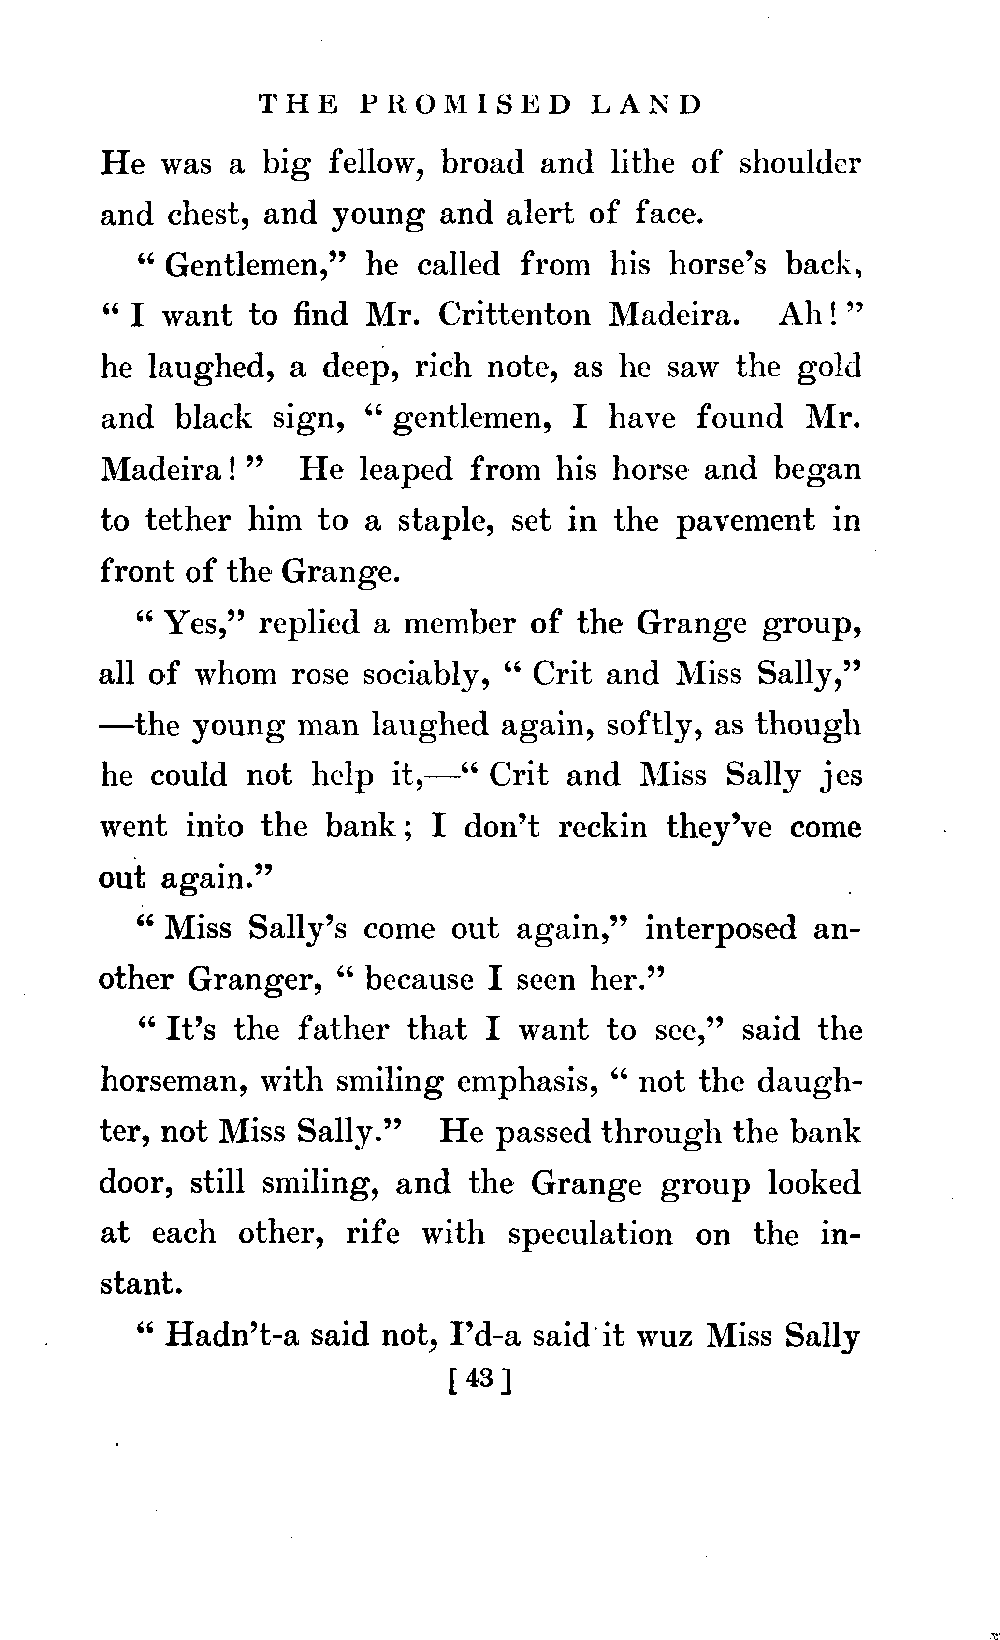 THE PROMISED LAND
He was a big fellow, broad and lithe of shoulder
and chest, and young and alert of face.
“ Gentlemen,” he called from his horse’s back,
“ I want to find Mr. Crittenton Madeira. Ah! ”
he laughed, a deep, rich note, as he saw the gold
and black sign, “ gentlemen, I have found Mr.
Madeira! ” He leaped from his horse and began
to tether him to a staple, set in the pavement in
front of the Grange.
“ Yes,” replied a member of the Grange group,
all of whom rose sociably, “ Crit and Miss Sally,”
—the young man laughed again, softly, as though
he could not help it,—“ Crit and Miss Sally jes
went into the bank; I don’t reckin they’ve come
out again.”
“ Miss Sally’s come out again,” interposed an-
other Granger, “ because I seen her.”
“ It’s the father that I want to see,” said the
horseman, with smiling emphasis, “ not the daugh-
ter, not Miss Sally.” He passed through the bank
door, still smiling, and the Grange group looked
at each other, rife with speculation on the in-
stant.
“ Hadn’t-a said not, I’d-a said it wuz Miss Sally
[ 43 ]